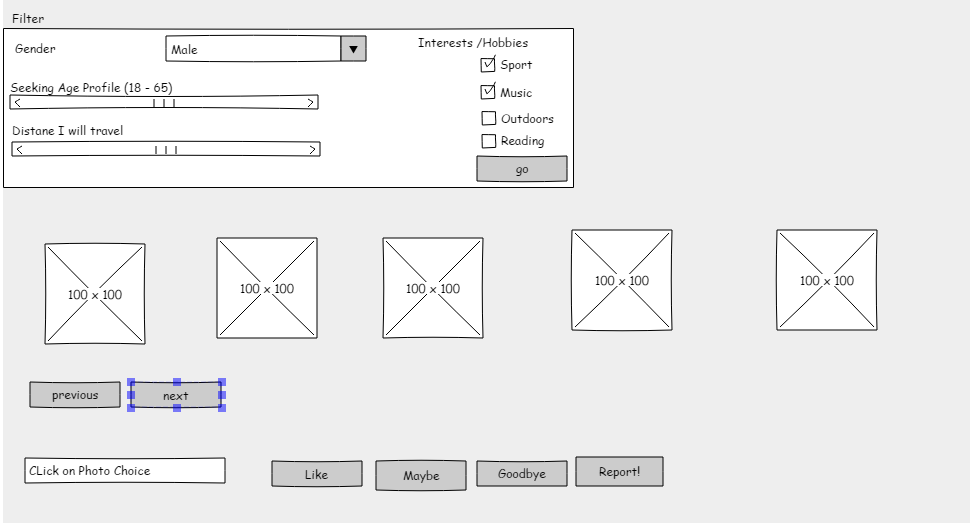 Filter
Gender
Male
Interests /Hobbies
Sport
Seeking Age Profile (18 - 65)
Music
Outdoors
Distane I will travel
Reading
go
100 x 100
100 x 100
100 x 100
100 x 100
100 x 100
previous
next
CLick on Photo Choice
Like
Maybe
Goodbye
Report!